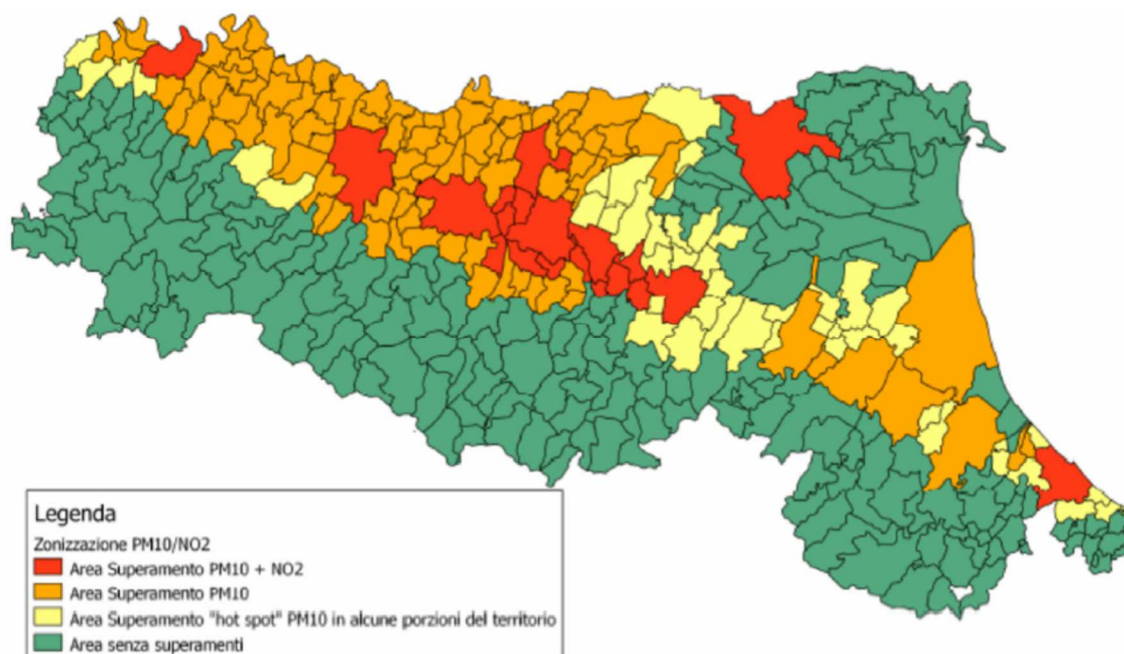 Legenda
Zonizzazione PM10/NO2
Area Superamento PM10 + NO2
Area Superamento PM10
Area Superamento "hot spot" PM10 in alcune porzioni del territorio
Area senza superamenti